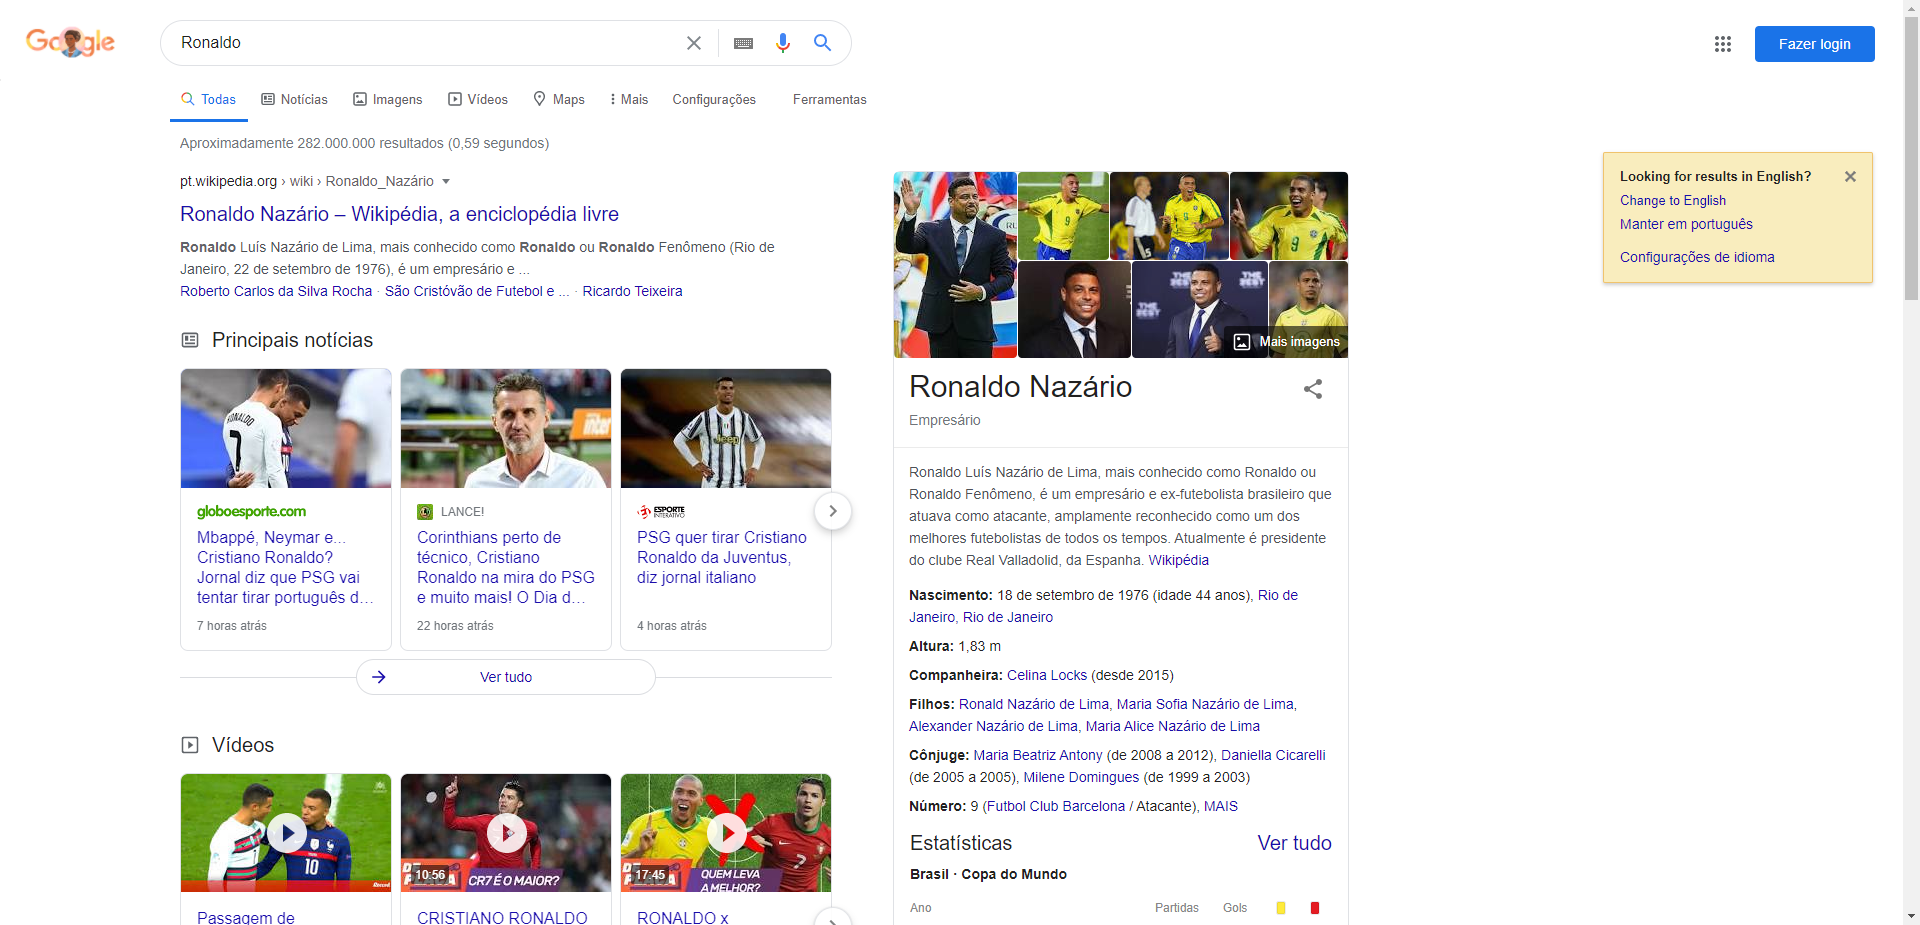 Google
Ronaldo
Fazer login
Todas
Notícias
Imagens
Vídeos
Maps
Mais
Configurações
Ferramentas
Aproximadamente 282.000.000 resultados (0,59 segundos)
pt.wikipedia.org › wiki › Ronaldo_Nazário
Ronaldo Nazário – Wikipédia, a enciclopédia livre
Ronaldo Luís Nazário de Lima, mais conhecido como Ronaldo ou Ronaldo Fenômeno (Rio de
Janeiro, 22 de setembro de 1976), é um empresário e ...
Roberto Carlos da Silva Rocha · São Cristóvão de Futebol e ... · Ricardo Teixeira
Principais notícias
RONALDO
7
inter
Jeep
globoesporte.com
Mbappé, Neymar e...
Cristiano Ronaldo?
Jornal diz que PSG vai
tentar tirar português d...
7 horas atrás
LANCE!
Corinthians perto de
técnico, Cristiano
Ronaldo na mira do PSG
e muito mais! O Dia d...
22 horas atrás
ESPORTE
INTERATIVO
PSG quer tirar Cristiano
Ronaldo da Juventus,
diz jornal italiano
4 horas atrás
Ver tudo
Vídeos
10
10:56
CR7 É O MAIOR?
17:45
QUEM LEVA
A MELHOR?
7
Passagem de
CRISTIANO RONALDO
RONALDO x
9
9
THE BEST
Mais imagens
Ronaldo Nazário
Empresário
Ronaldo Luís Nazário de Lima, mais conhecido como Ronaldo ou
Ronaldo Fenômeno, é um empresário e ex-futebolista brasileiro que
atuava como atacante, amplamente reconhecido como um dos
melhores futebolistas de todos os tempos. Atualmente é presidente
do clube Real Valladolid, da Espanha. Wikipédia
Nascimento: 18 de setembro de 1976 (idade 44 anos), Rio de
Janeiro, Rio de Janeiro
Altura: 1,83 m
Companheira: Celina Locks (desde 2015)
Filhos: Ronald Nazário de Lima, Maria Sofia Nazário de Lima,
Alexander Nazário de Lima, Maria Alice Nazário de Lima
Cônjuge: Maria Beatriz Antony (de 2008 a 2012), Daniella Cicarelli
(de 2005 a 2005), Milene Domingues (de 1999 a 2003)
Número: 9 (Futbol Club Barcelona / Atacante), MAIS
Estatísticas
Ver tudo
Brasil · Copa do Mundo
Ano
Partidas
Gols
Looking for results in English?
Change to English
Manter em português
Configurações de idioma